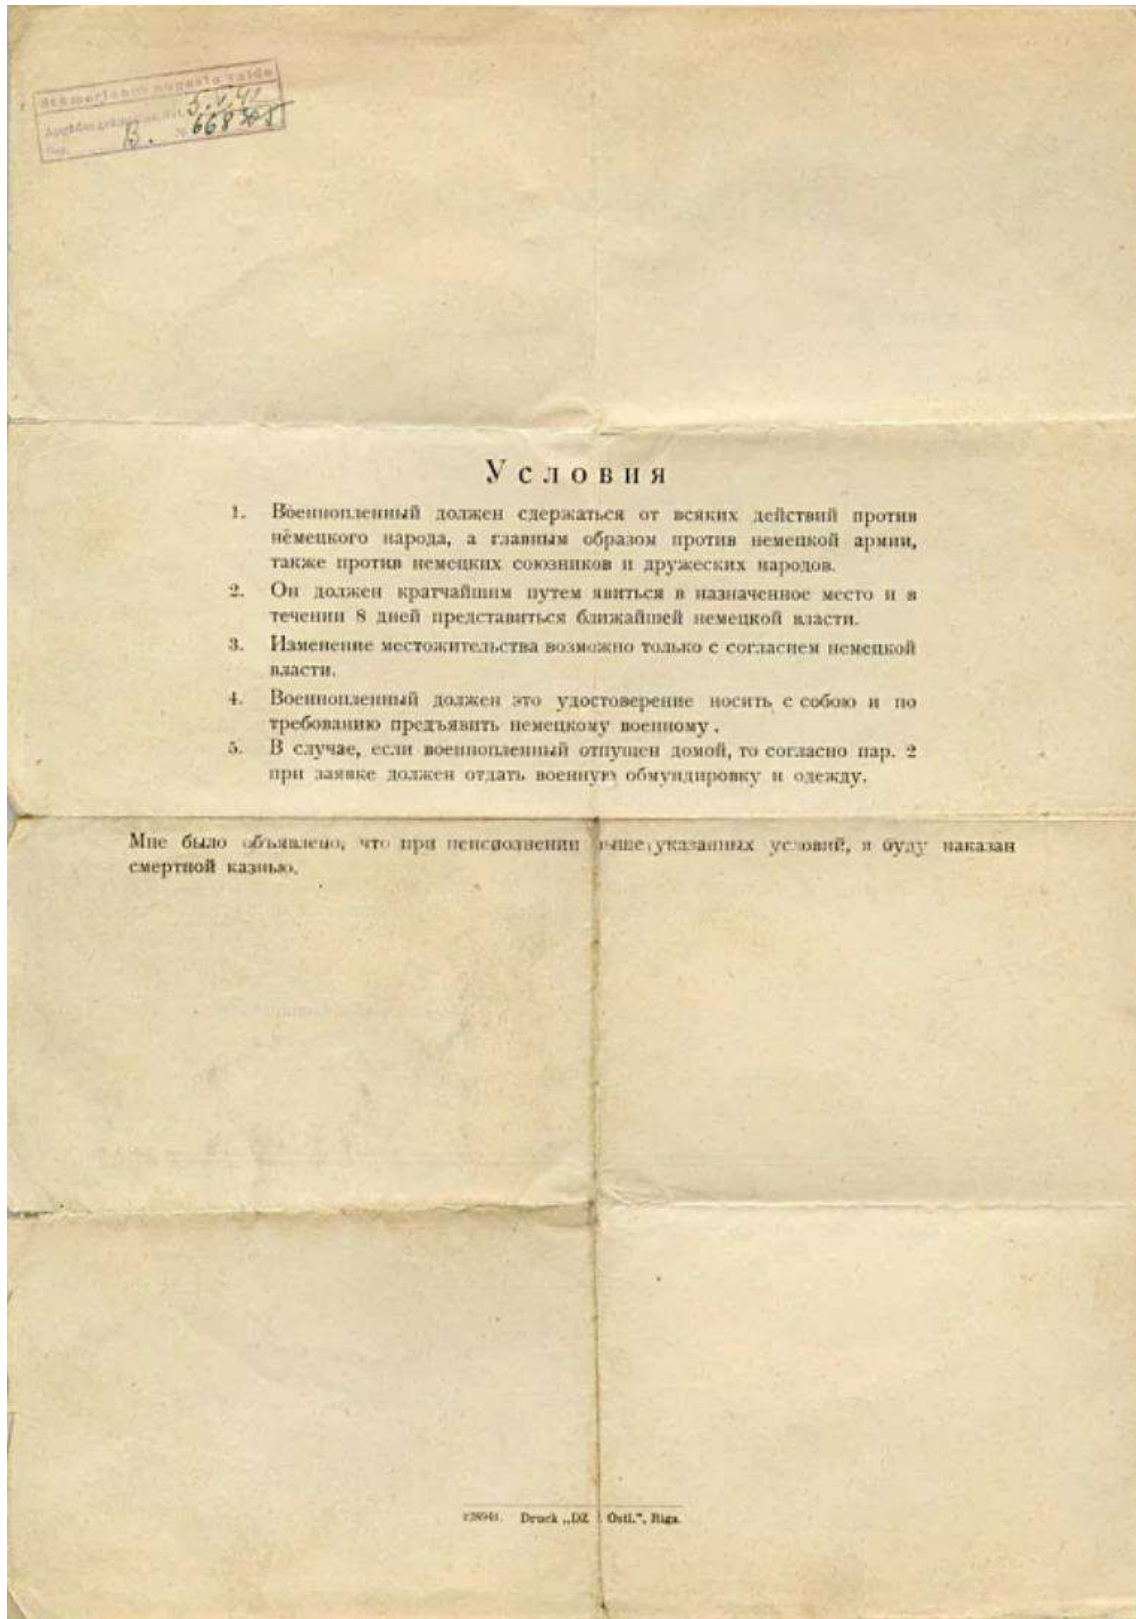 5. V. 41
B. № 668
Условия
1. Военнопленный должен сдержаться от всяких действий против
немецкого народа, а главным образом против немецкой армии,
также против немецких союзников и дружеских народов.
2. Он должен кратчайшим путем явиться в назначенное место и в
течении 8 дней представиться ближайшей немецкой власти.
3. Изменение местожительства возможно только с согласием немецкой
власти.
4. Военнопленный должен это удостоверение носить с собою и по
требованию предъявить немецкому военному.
5. В случае, если военнопленный отпущен домой, то согласно пар. 2
при заявке должен отдать военную обмундировку и одежду.
Мне было объявлено, что при неисполнении выше указанных условий, я буду наказан
смертной казнью.
Druck „DZ Ostl.", Riga.